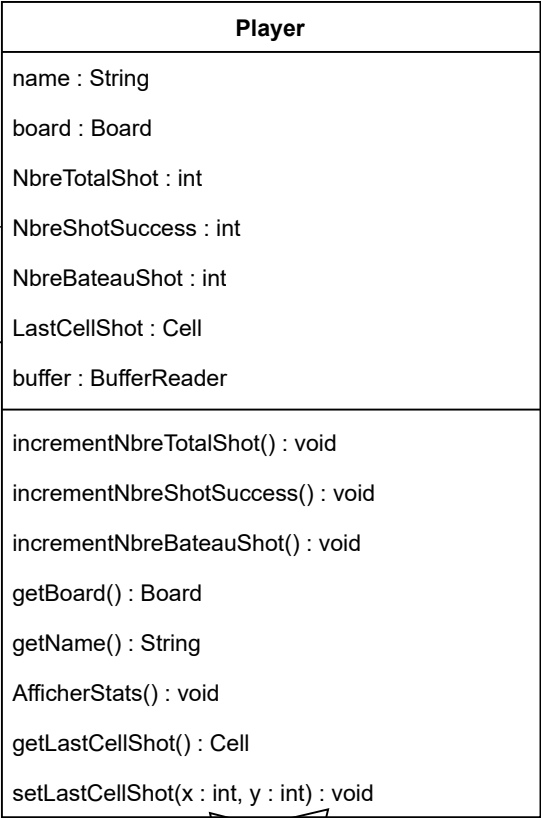 Player
name : String
board : Board
NbreTotalShot : int
NbreShotSuccess : int
NbreBateauShot : int
LastCellShot : Cell
buffer : BufferReader
incrementNbreTotalShot() : void
incrementNbreShotSuccess() : void
incrementNbreBateauShot() : void
getBoard() : Board
getName() : String
AfficherStats() : void
getLastCellShot() : Cell
setLastCellShot(x : int, y : int) : void